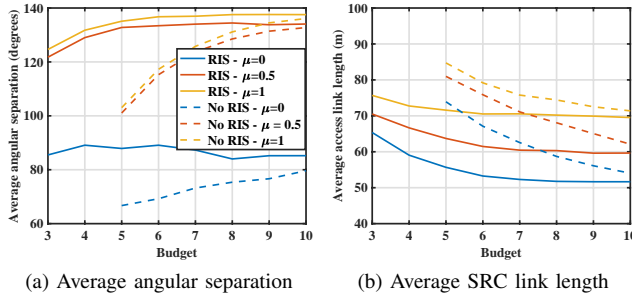 Average angular separation (degrees)
140
120
100
80
60
3 4 5 6 7 8 9 10
Budget
RIS - μ=0
RIS - μ=0.5
RIS - μ=1
No RIS - μ=0
No RIS - μ = 0.5
No RIS - μ=1
(a) Average angular separation
Average access link length (m)
100
90
80
70
60
50
40
3 4 5 6 7 8 9 10
Budget
(b) Average SRC link length